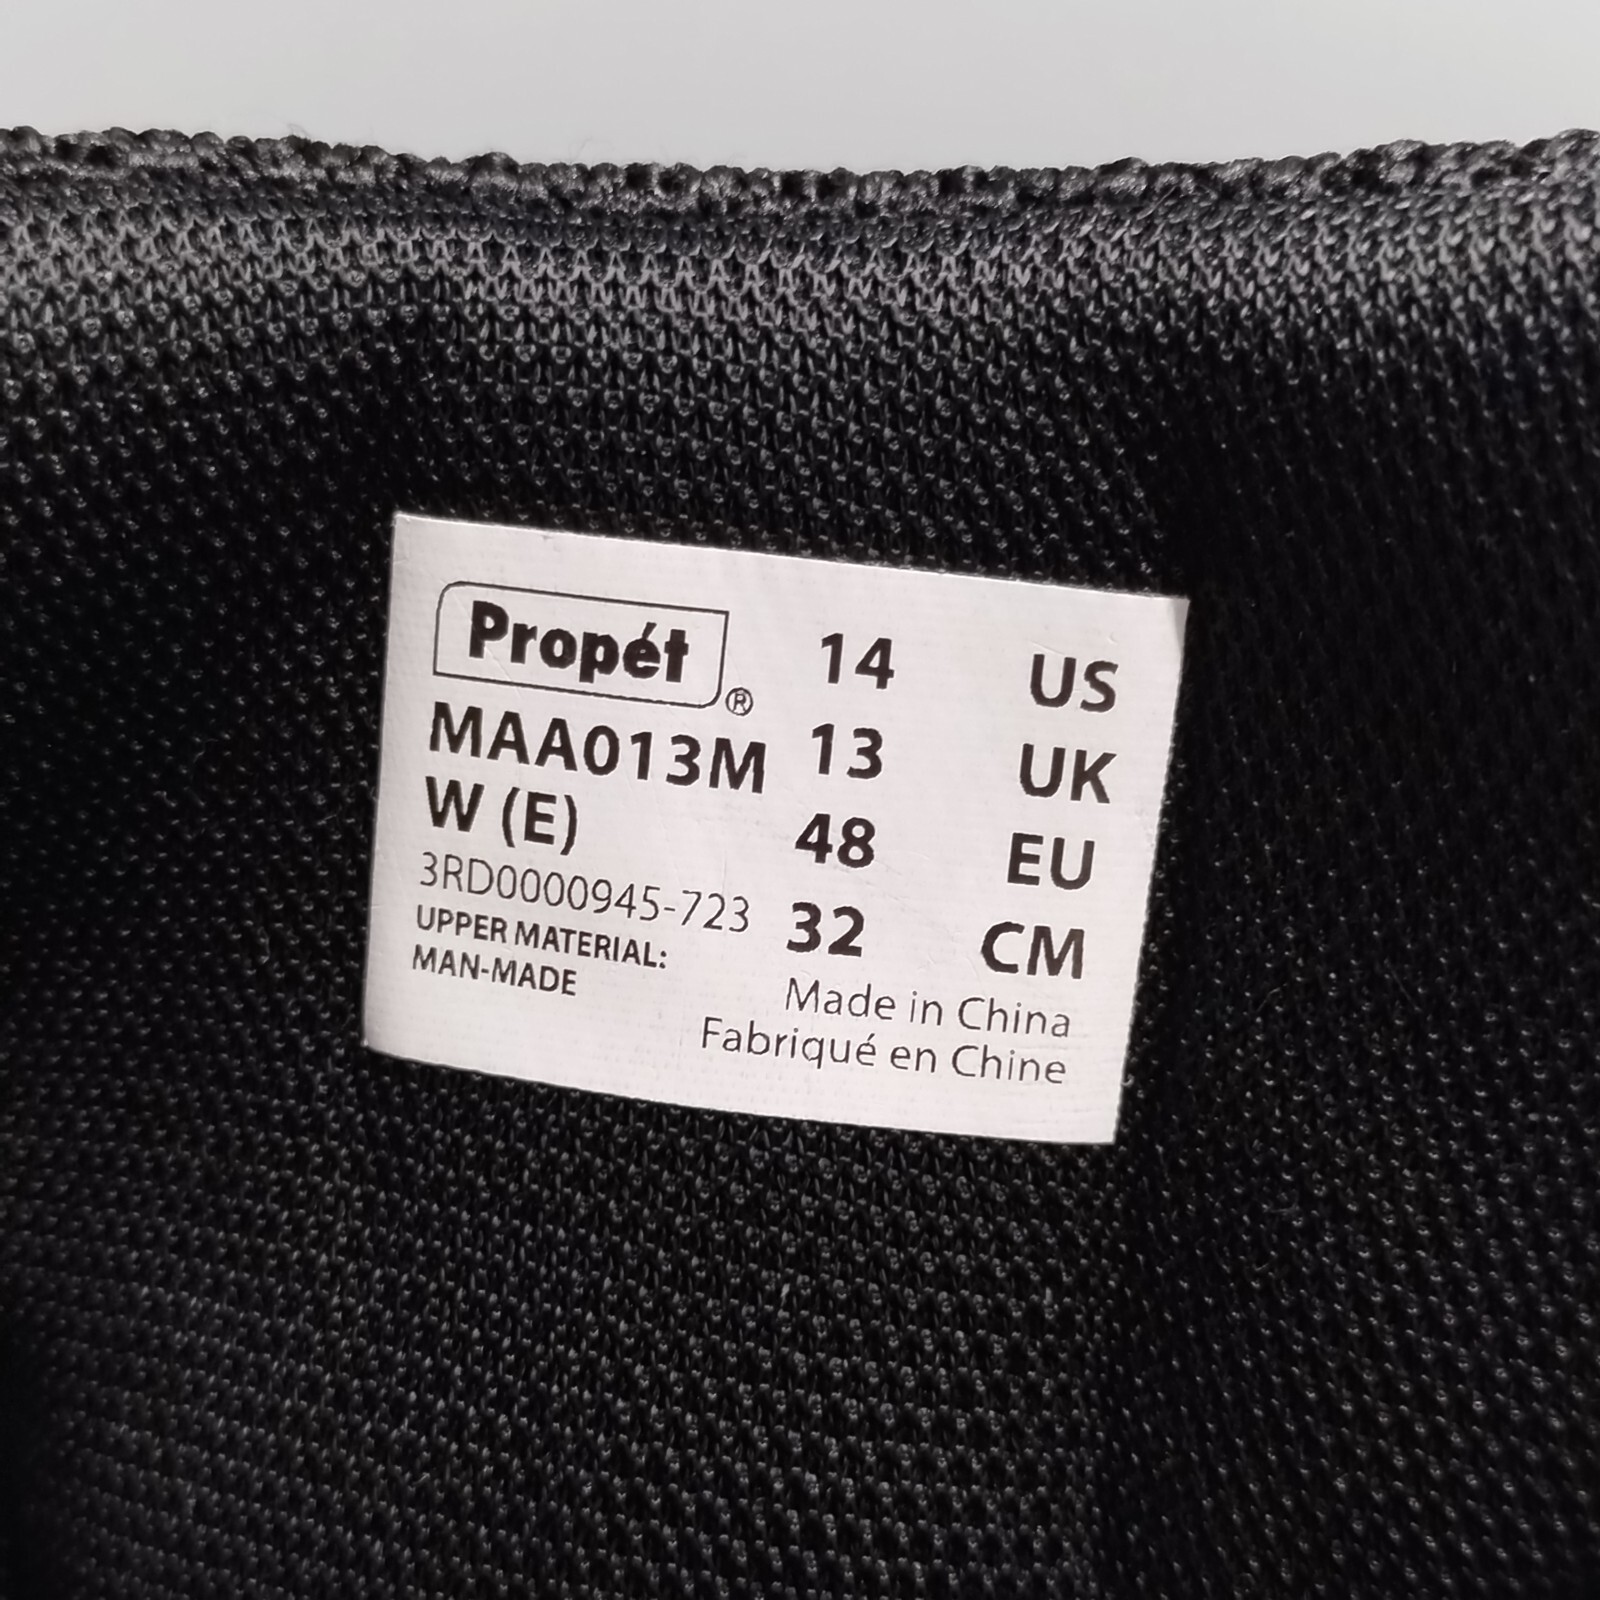 Propét®
MAA013M
W (E)
3RD0000945-723
UPPER MATERIAL:
MAN-MADE
14 US
13 UK
48 EU
32 CM
Made in China
Fabriqué en Chine